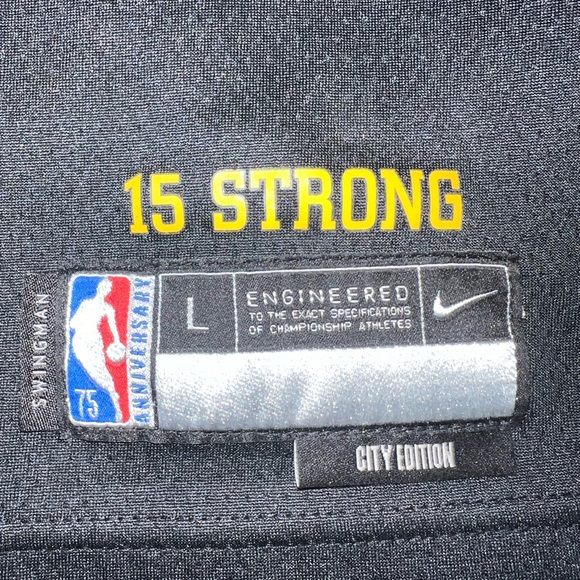 15 STRONG
SWINGMAN
75
ANNIVERSARY
L
ENGINEERED
TO THE EXACT SPECIFICATIONS
OF CHAMPIONSHIP ATHLETES
CITY EDITION